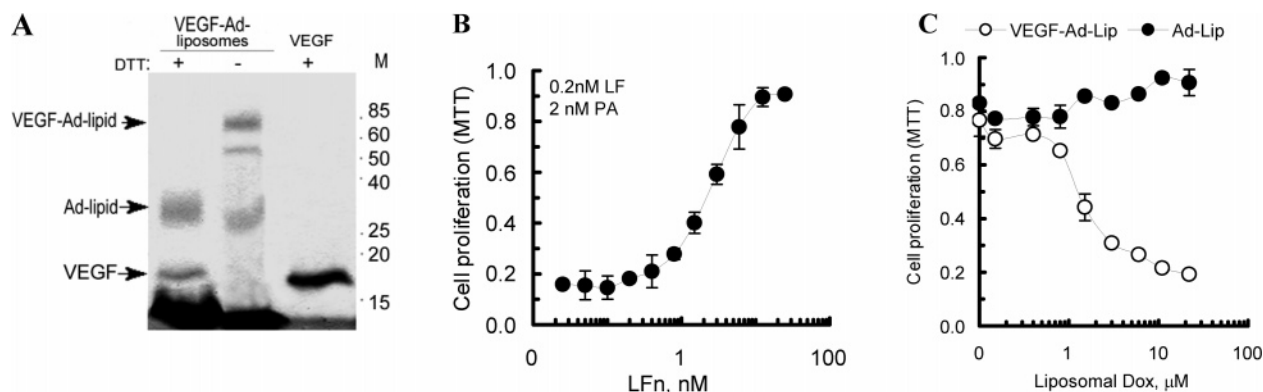 A
VEGF-Ad-
liposomes
VEGF
DTT:
+
-
+
M
VEGF-Ad-lipid
Ad-lipid
VEGF
85
60
50
40
25
20
15
B
0.2nM LF
2 nM PA
Cell proliferation (MTT)
1.0
0.8
0.6
0.4
0.2
0.0
0
1
100
LFn, nM
C
VEGF-Ad-Lip
Ad-Lip
Cell proliferation (MTT)
1.0
0.8
0.6
0.4
0.2
0.0
0
1
10
100
Liposomal Dox, µM